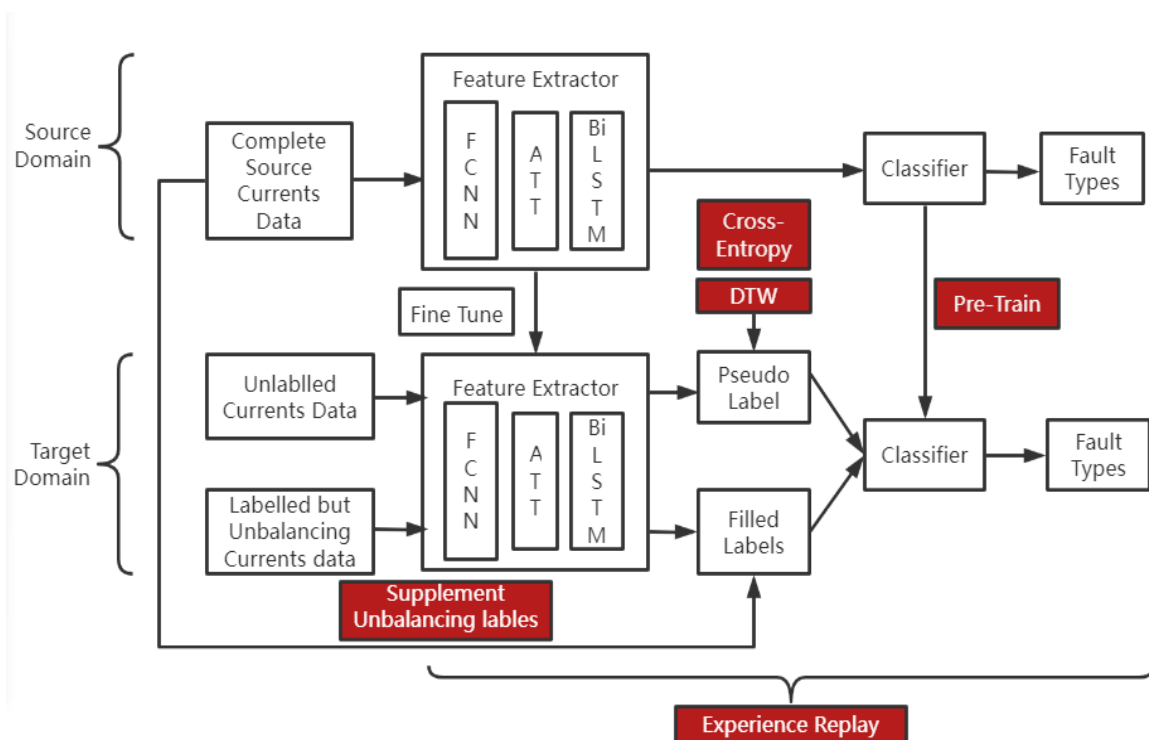 Source
Domain
Complete
Source
Currents
Data
Feature Extractor
F
C
N
N
A
T
T
Bi
L
S
T
M
Classifier
Fault
Types
Cross-
Entropy
DTW
Pre-Train
Fine Tune
Target
Domain
Unlablled
Currents Data
Labelled but
Unbalancing
Currents data
Feature Extractor
F
C
N
N
A
T
T
Bi
L
S
T
M
Pseudo
Label
Filled
Labels
Classifier
Fault
Types
Supplement
Unbalancing lables
Experience Replay